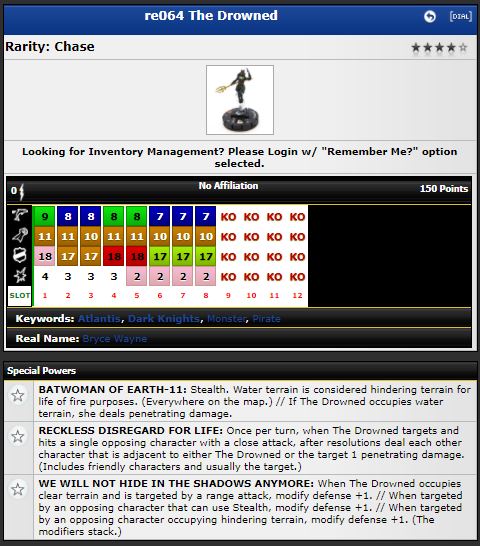 re064 The Drowned
[DIAL]
Rarity: Chase
Looking for Inventory Management? Please Login w/ "Remember Me?" option
selected.
0 No Affiliation 150 Points
9 8 8 8 8 7 7 7 KO KO KO KO
11 11 10 10 11 11 10 10 KO KO KO KO
18 17 17 18 18 17 17 17 KO KO KO KO
4 3 3 3 2 2 2 2 KO KO KO KO
SLOT 1 2 3 4 5 6 7 8 9 10 11 12
Keywords: Atlantis, Dark Knights, Monster, Pirate
Real Name: Bryce Wayne
Special Powers
BATWOMAN OF EARTH-11: Stealth. Water terrain is considered hindering terrain for
life of fire purposes. (Everywhere on the map.) // If The Drowned occupies water
terrain, she deals penetrating damage.
RECKLESS DISREGARD FOR LIFE: Once per turn, when The Drowned targets and
hits a single opposing character with a close attack, after resolutions deal each other
character that is adjacent to either The Drowned or the target 1 penetrating damage.
(Includes friendly characters and usually the target.)
WE WILL NOT HIDE IN THE SHADOWS ANYMORE: When The Drowned occupies
clear terrain and is targeted by a range attack, modify defense +1. // When targeted
by an opposing character that can use Stealth, modify defense +1. // When targeted
by an opposing character occupying hindering terrain, modify defense +1. (The
modifiers stack.)